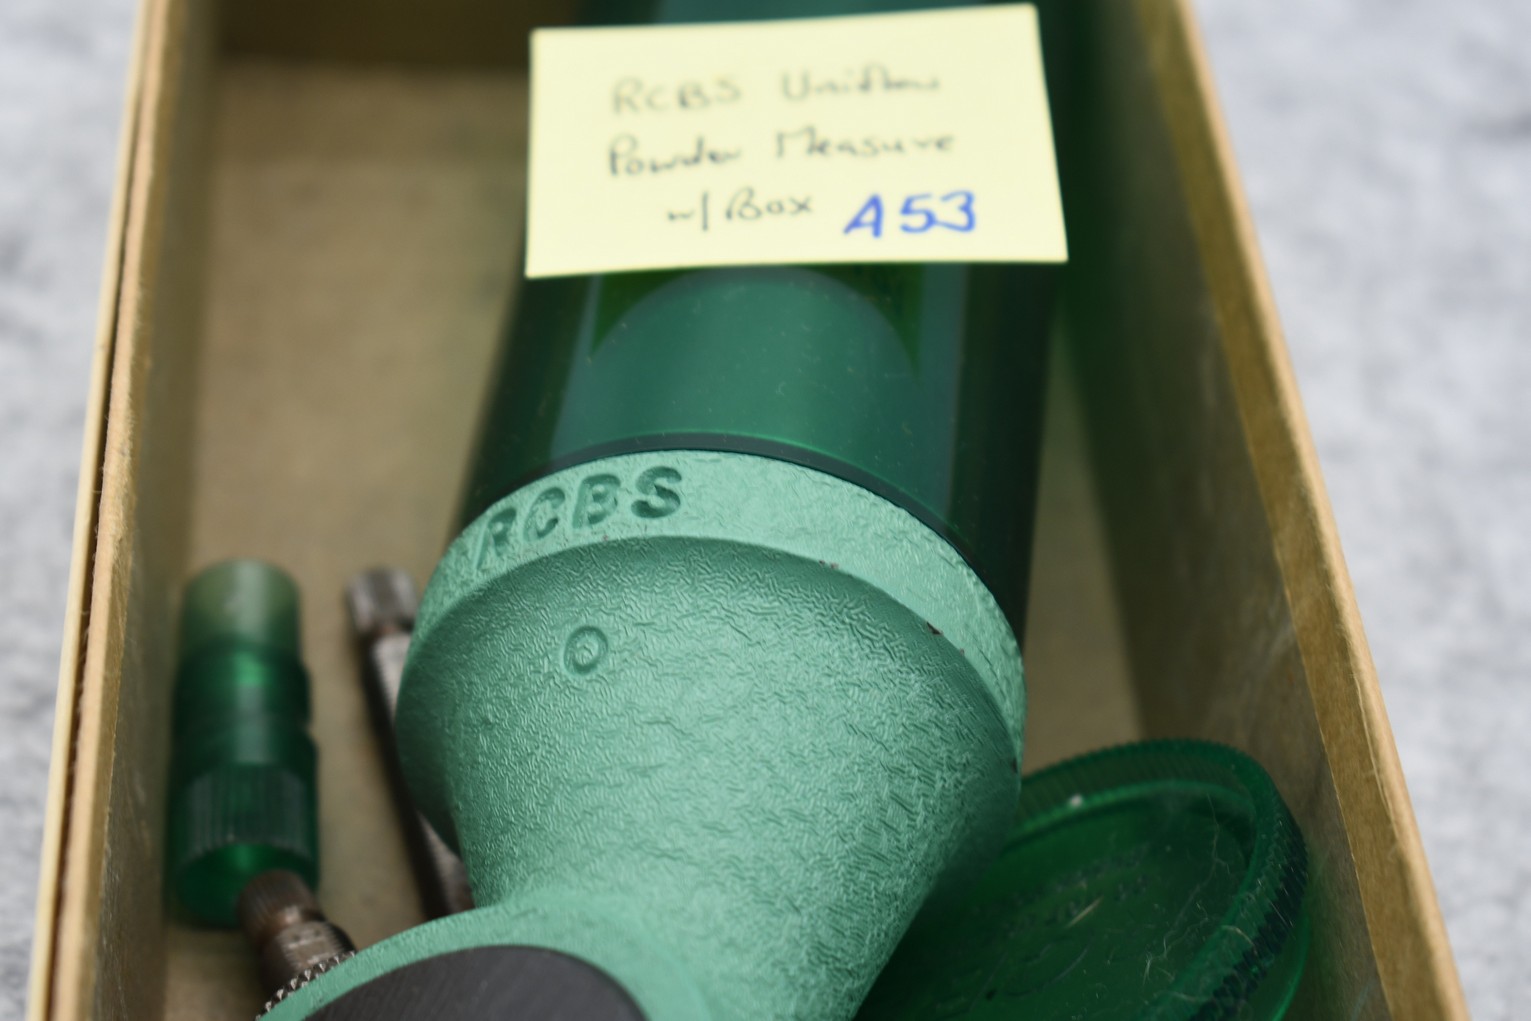 RCBS Uniflow
Powder Measure
w/ Box A53
RCBS
O